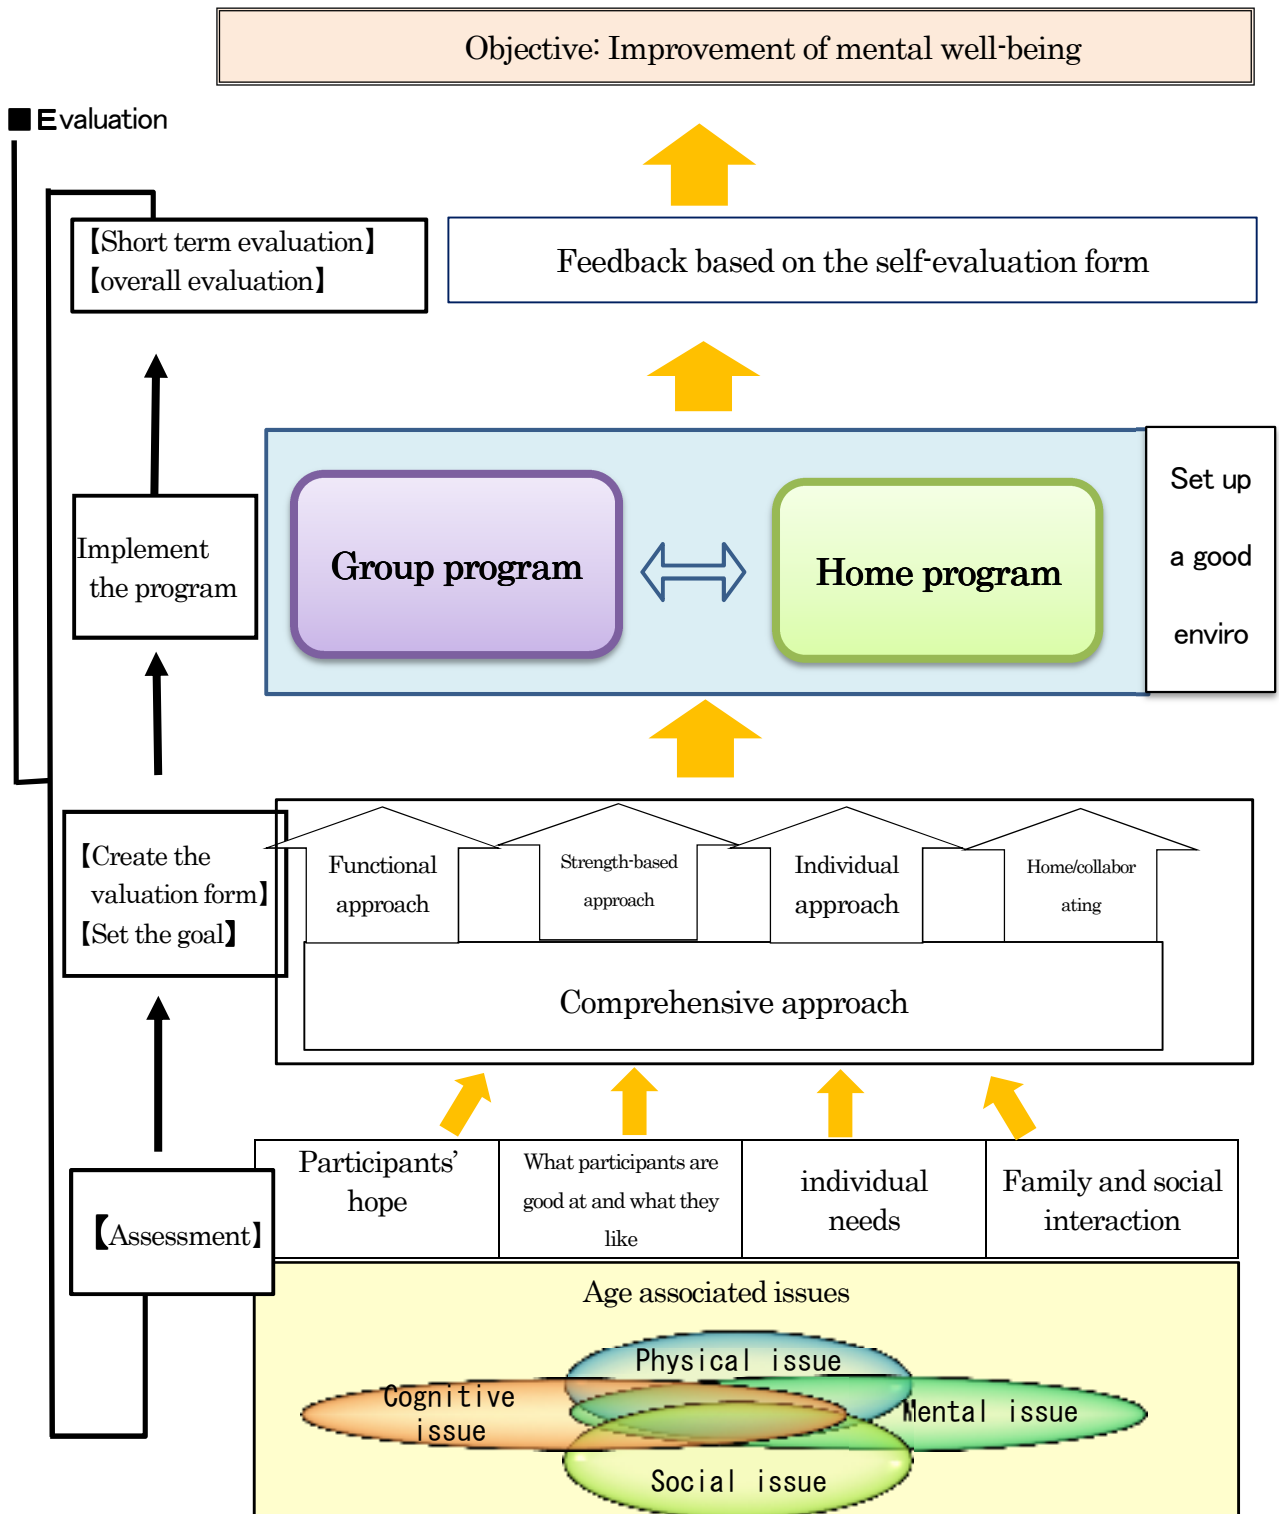 Objective: Improvement of mental well-being
■ Evaluation
【Short term evaluation】
【overall evaluation】
Feedback based on the self-evaluation form
Implement
the program
Group program
Home program
Set up
a good
enviro
【Create the
valuation form】
【Set the goal】
Functional
approach
Strength-based
approach
Individual
approach
Home/collabor
ating
Comprehensive approach
【Assessment】
Participants’
hope
What participants are
good at and what they
like
individual
needs
Family and social
interaction
Age associated issues
Physical issue
Cognitive
issue
Mental issue
Social issue